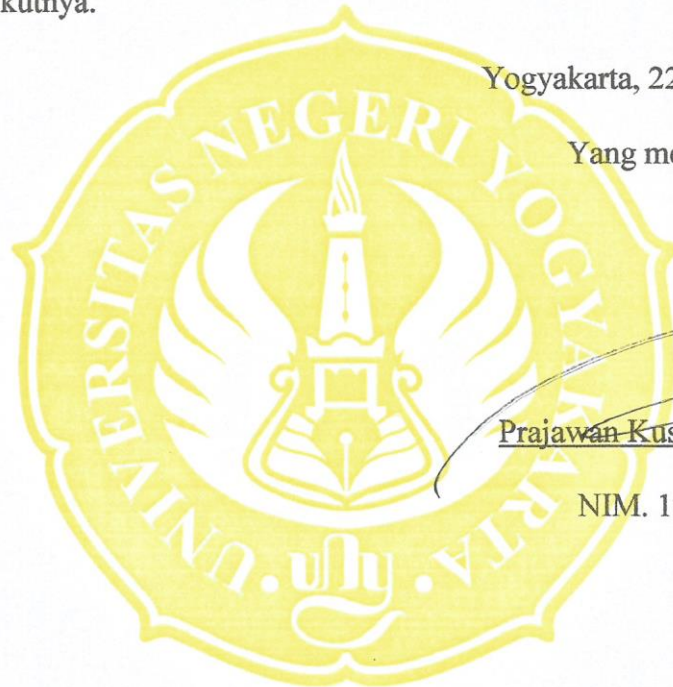 kutnya.
Yogyakarta, 22
Yang me
UNIVERSITAS NEGERI YOGYAKARTA
Prajawan Kus
NIM. 1
uny